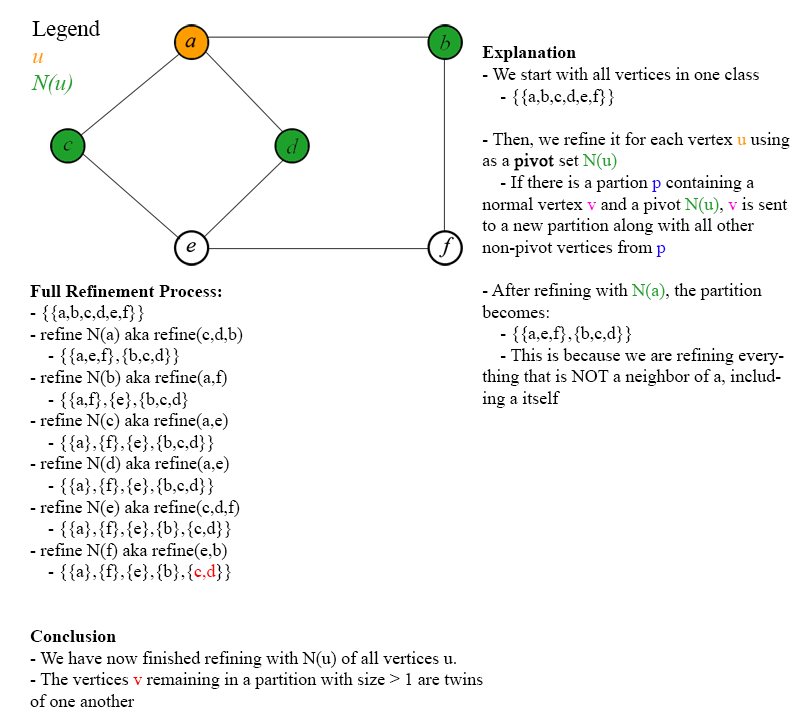 Legend
u
N(u)
a
b
c
d
e
f
Explanation
- We start with all vertices in one class
- {{a,b,c,d,e,f}}
- Then, we refine it for each vertex u using
as a pivot set N(u)
- If there is a partion p containing a
normal vertex v and a pivot N(u), v is sent
to a new partition along with all other
non-pivot vertices from p
- After refining with N(a), the partition
becomes:
- {{a,e,f},{b,c,d}}
- This is because we are refining every-
thing that is NOT a neighbor of a, includ-
ing a itself
Full Refinement Process:
- {{a,b,c,d,e,f}}
- refine N(a) aka refine(c,d,b)
- {{a,e,f},{b,c,d}}
- refine N(b) aka refine(a,f)
- {{a,f},{e},{b,c,d}
- refine N(c) aka refine(a,e)
- {{a},{f},{e},{b,c,d}}
- refine N(d) aka refine(a,e)
- {{a},{f},{e},{b,c,d}}
- refine N(e) aka refine(c,d,f)
- {{a},{f},{e},{b},{c,d}}
- refine N(f) aka refine(e,b)
- {{a},{f},{e},{b},{c,d}}
Conclusion
- We have now finished refining with N(u) of all vertices u.
- The vertices v remaining in a partition with size > 1 are twins
of one another